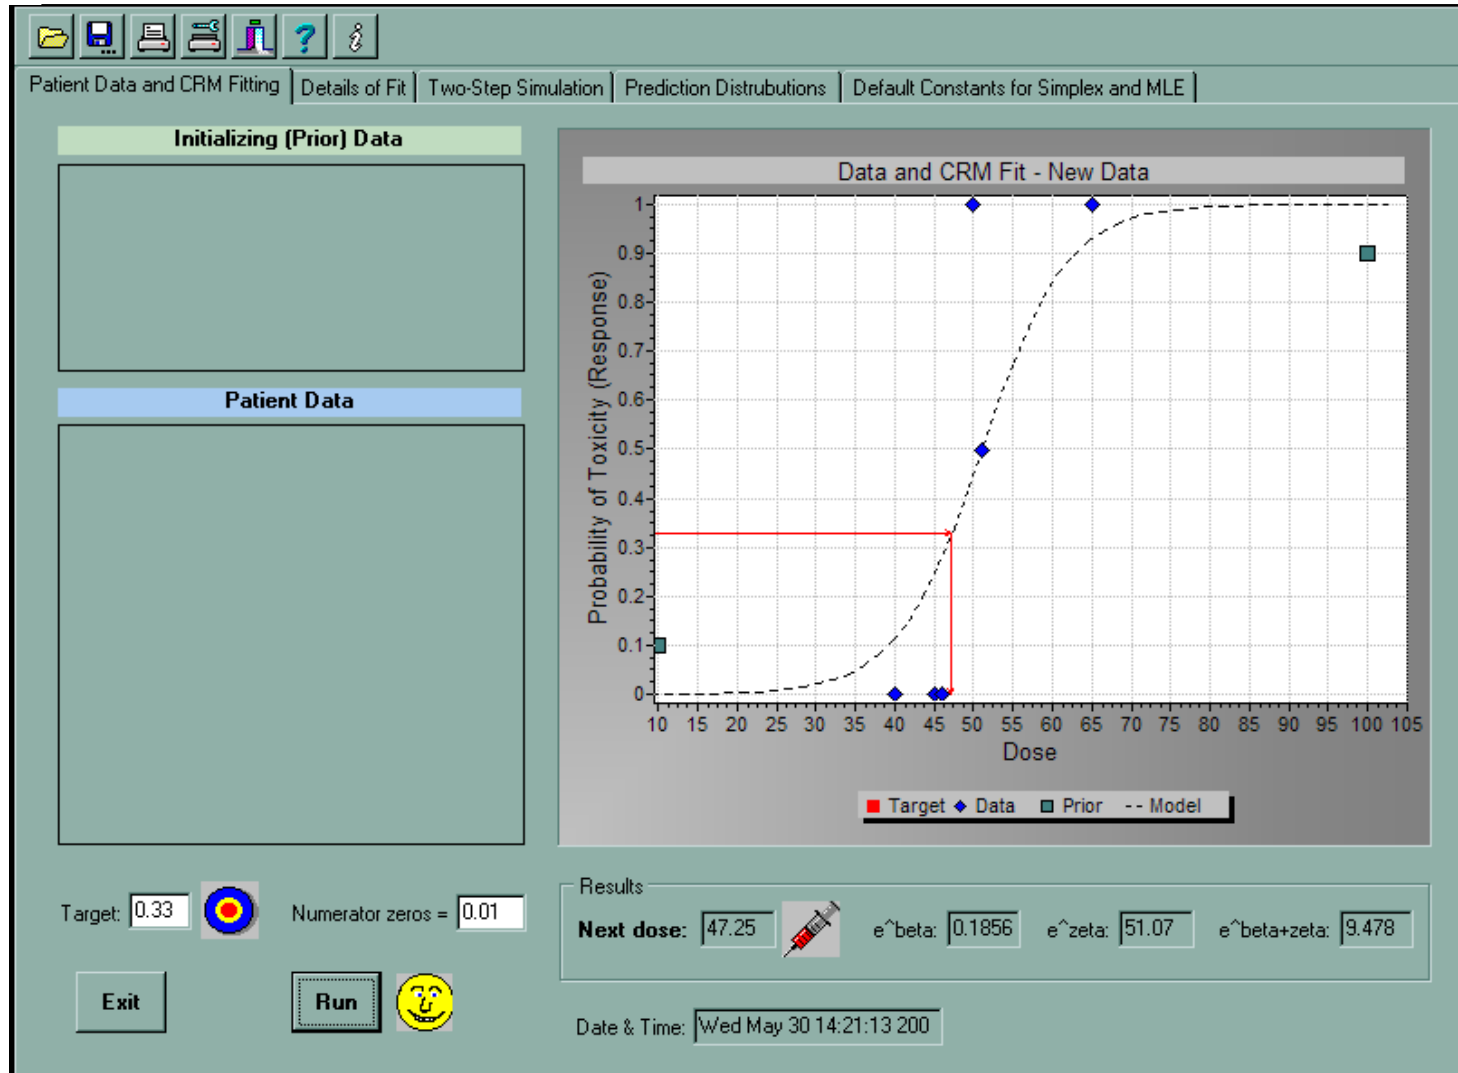 Patient Data and CRM Fitting Details of Fit Two-Step Simulation Prediction Distrubutions Default Constants for Simplex and MLE
Initializing (Prior) Data
Patient Data
Target: 0.33
Numerator zeros = 0.01
Exit
Run
Data and CRM Fit - New Data
Probability of Toxicity (Response)
1
0.9
0.8
0.7
0.6
0.5
0.4
0.3
0.2
0.1
0
10 15 20 25 30 35 40 45 50 55 60 65 70 75 80 85 90 95 100 105
Dose
Target Data Prior -- Model
Results
Next dose: 47.25 e^beta: 0.1856 e^zeta: 51.07 e^beta+zeta: 9.478
Date & Time: Wed May 30 14:21:13 200